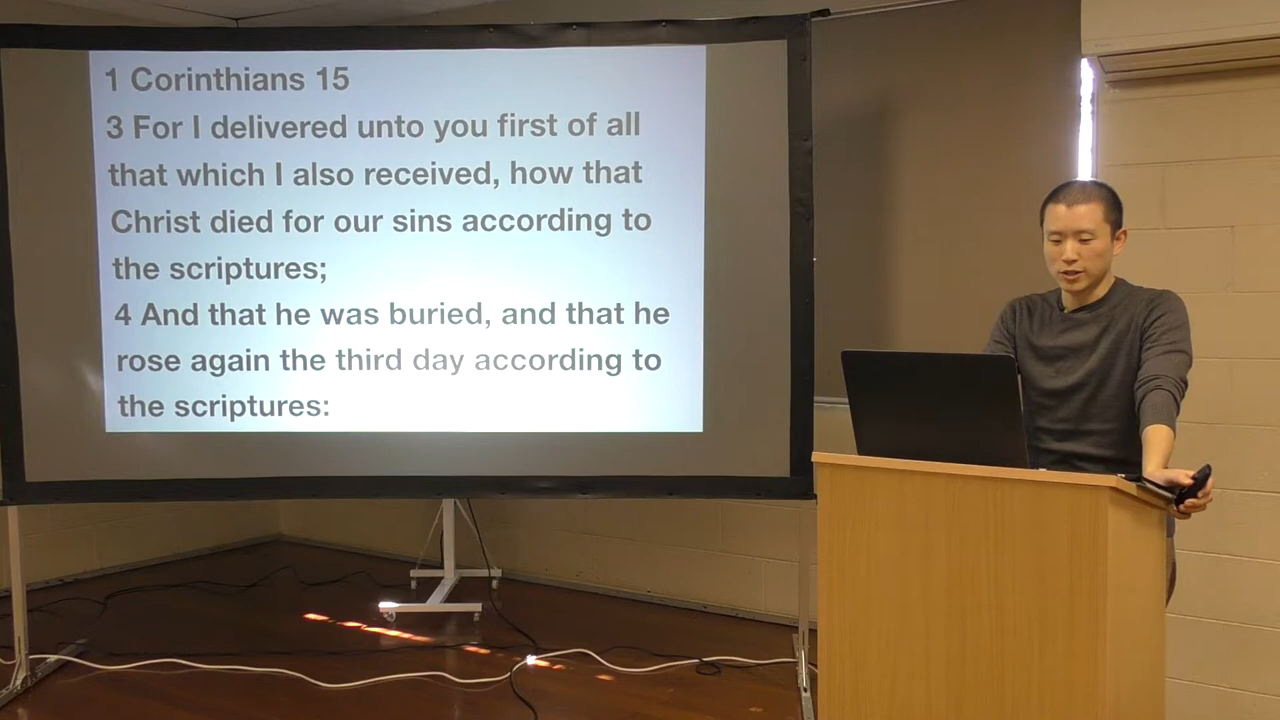 1 Corinthians 15
3 For I delivered unto you first of all
that which I also received, how that
Christ died for our sins according to
the scriptures;
4 And that he was buried, and that he
rose again the third day according to
the scriptures: